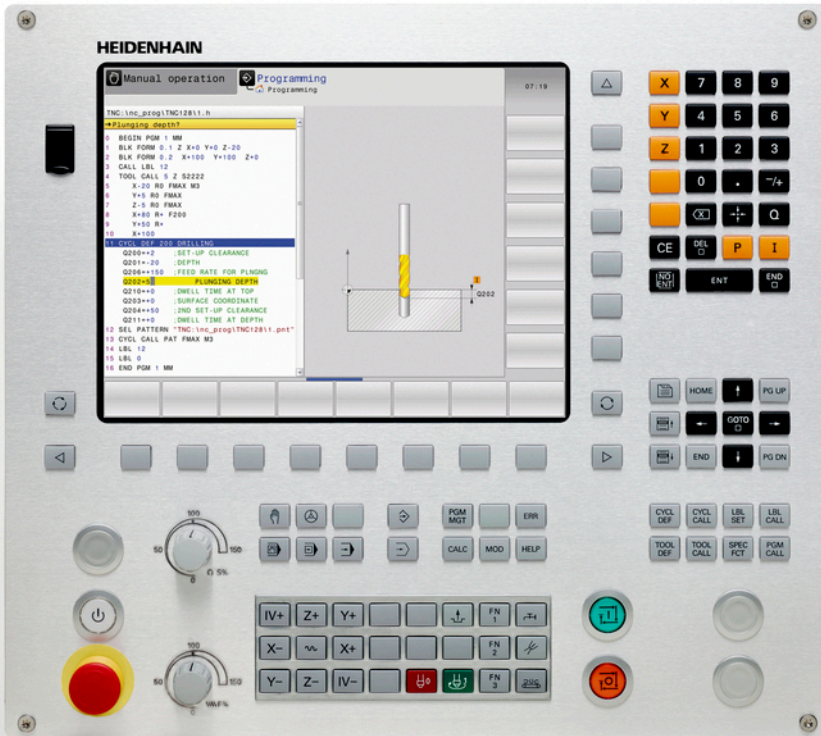 HEIDENHAIN
Manual operation
Programming
Programming
07:19
TNC:\nc_prog\TNC128\1.h
→Plunging depth?
0 BEGIN PGM 1 MM
1 BLK FORM 0.1 Z X+0 Y+0 Z-20
2 BLK FORM 0.2 X+100 Y+100 Z+0
3 CALL LBL 12
4 TOOL CALL 5 Z S2222
5 X-20 R0 FMAX M3
6 Y+5 R0 FMAX
7 Z-5 R0 FMAX
8 X+80 R+ F200
9 Y+50 R+
10 X+100
11 CYCL DEF 200 DRILLING
Q200=+2 ;SET-UP CLEARANCE
Q201=-20 ;DEPTH
Q206=+150 ;FEED RATE FOR PLNGNG
Q202=5 PLUNGING DEPTH
Q210=+0 ;DWELL TIME AT TOP
Q203=+0 ;SURFACE COORDINATE
Q204=+50 ;2ND SET-UP CLEARANCE
Q211=+0 ;DWELL TIME AT DEPTH
12 SEL PATTERN "TNC:\nc_prog\TNC128\1.pnt"
13 CYCL CALL PAT FMAX M3
14 LBL 12
15 LBL 0
16 END PGM 1 MM
I
Q202
X 7 8 9
Y 4 5 6
Z 1 2 3
0 . −/+
Q
CE DEL P I
NO ENT ENT END
HOME PG UP
GOTO
END PG DN
100
50 150
0
S %
PGM MGT ERR
CALC MOD HELP
CYCL DEF CYCL CALL LBL SET LBL CALL
TOOL DEF TOOL CALL SPEC FCT PGM CALL
IV+ Z+ Y+ FN 1
X− X+ FN 2
Y− Z− IV− FN 3
100
50 150
0